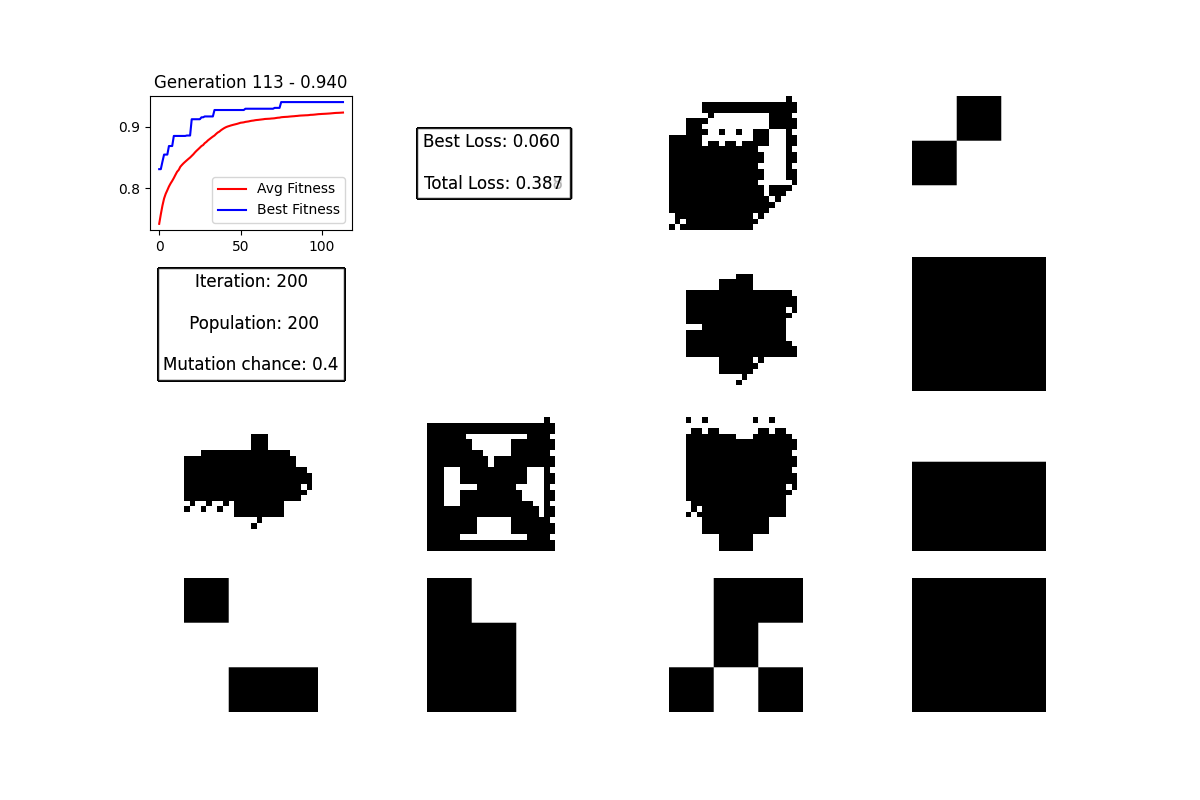 Generation 113 - 0.940
0.9
0.8
Avg Fitness
Best Fitness
0 50 100
Best Loss: 0.060
Total Loss: 0.387
Iteration: 200
Population: 200
Mutation chance: 0.4